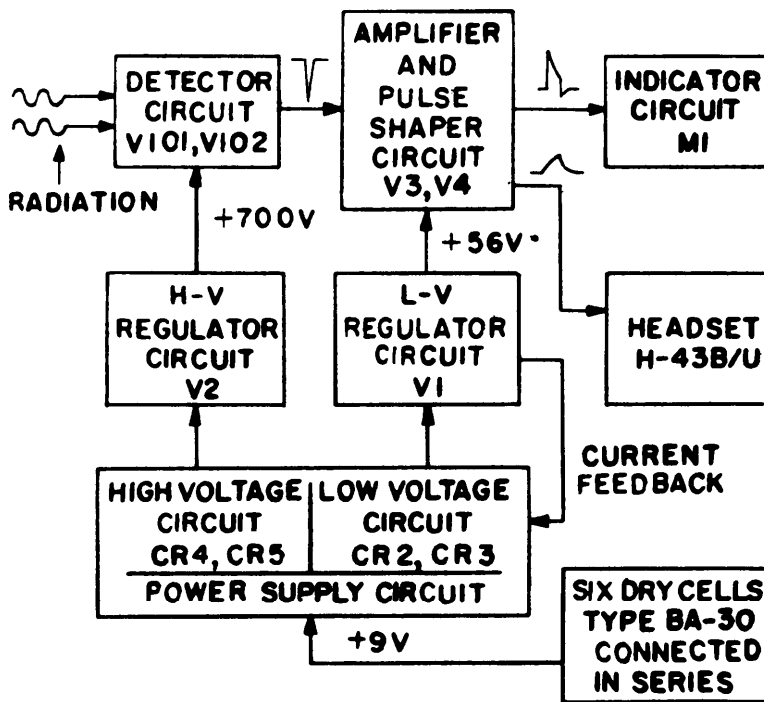 DETECTOR
CIRCUIT
V101,V102
AMPLIFIER
AND
PULSE
SHAPER
CIRCUIT
V3,V4
INDICATOR
CIRCUIT
M1
RADIATION
+700V
+56V
H-V
REGULATOR
CIRCUIT
V2
L-V
REGULATOR
CIRCUIT
V1
HEADSET
H-43B/U
CURRENT
FEEDBACK
HIGH VOLTAGE
CIRCUIT
CR4, CR5
LOW VOLTAGE
CIRCUIT
CR2, CR3
POWER SUPPLY CIRCUIT
+9V
SIX DRY CELLS
TYPE BA-30
CONNECTED
IN SERIES